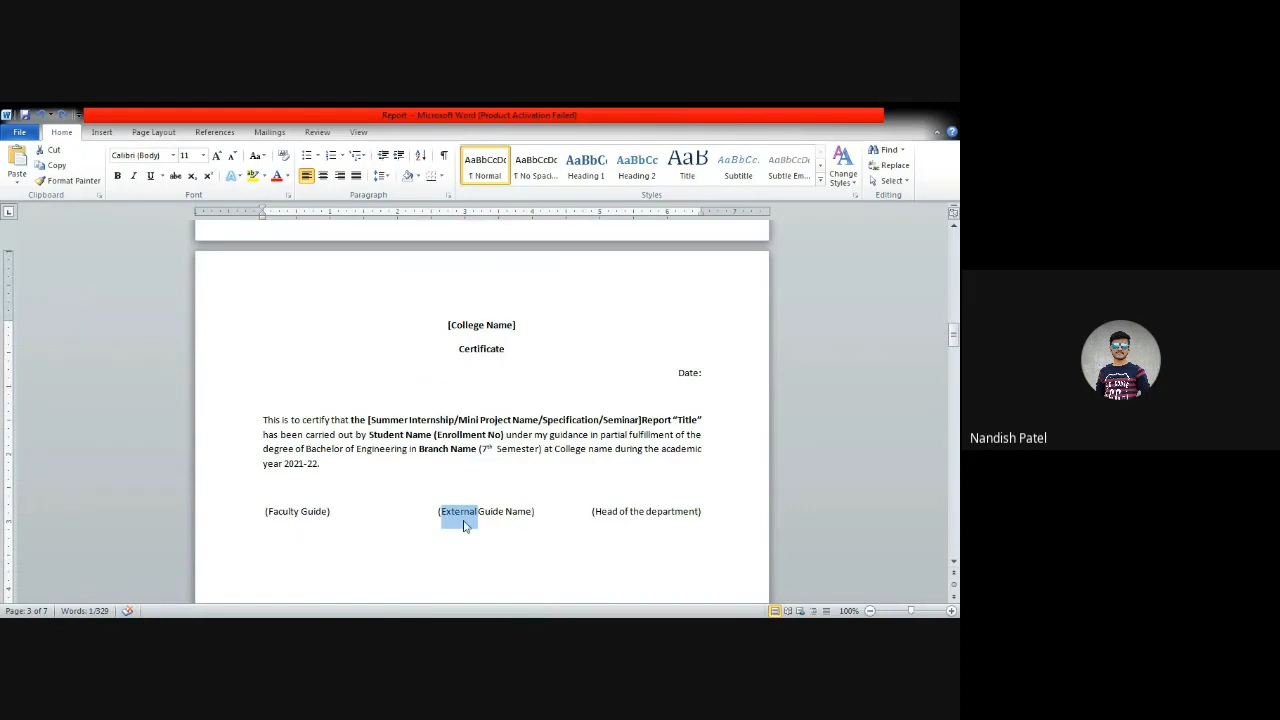 Report - Microsoft Word [Product Activation Failed]
File Home Insert Page Layout References Mailings Review View
Cut
Copy
Format Painter
Paste
Clipboard
Calibri (Body) 11
Font
Paragraph
AaBbCcDc AaBbCcDc AaBbCc AaBbCc AaB AaBbCc. AaBbCcDc
¶ Normal ¶ No Spaci... Heading 1 Heading 2 Title Subtitle Subtle Em...
Styles
Change Styles
Find
Replace
Select
Editing
[College Name]
Certificate
Date:
This is to certify that the [Summer Internship/Mini Project Name/Specification/Seminar]Report “Title”
has been carried out by Student Name (Enrollment No) under my guidance in partial fulfillment of the
degree of Bachelor of Engineering in Branch Name (7th Semester) at College name during the academic
year 2021-22.
(Faculty Guide) (External Guide Name) (Head of the department)
Page: 3 of 7 Words: 1/329 100%
Nandish Patel